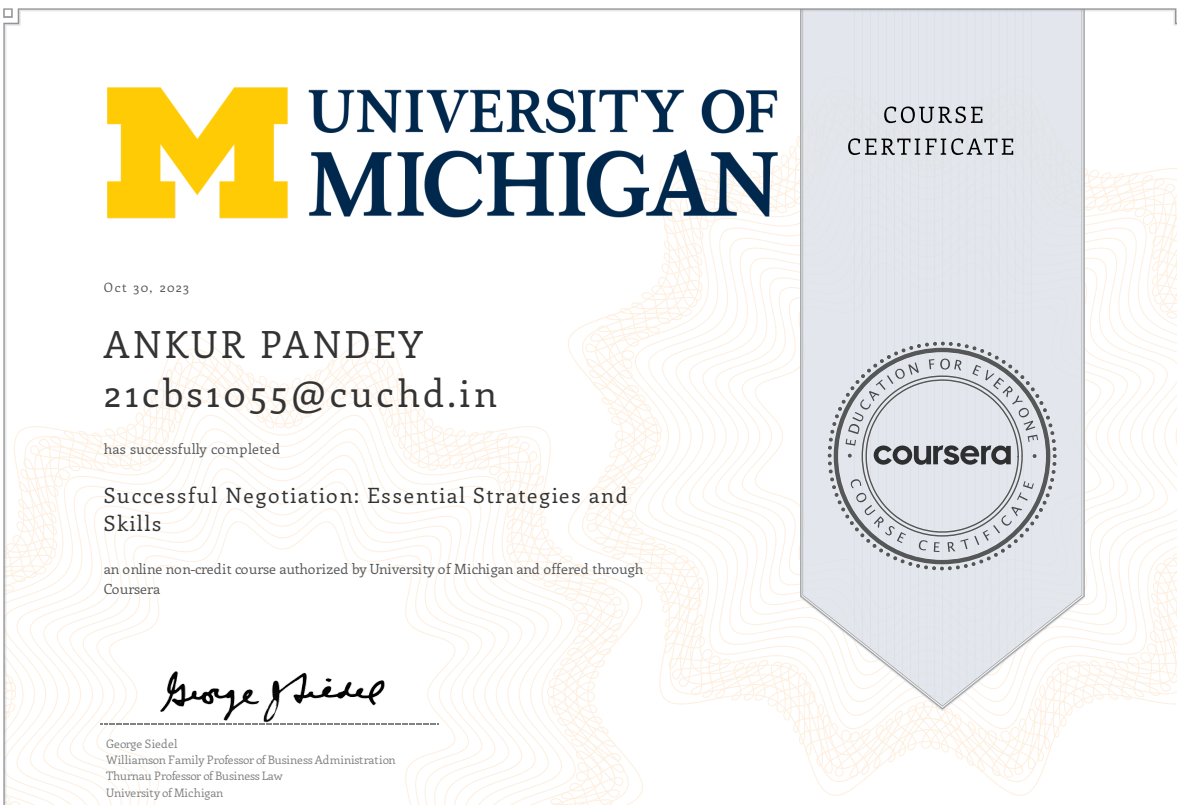 UNIVERSITY OF
MICHIGAN
COURSE
CERTIFICATE
Oct 30, 2023
ANKUR PANDEY
21cbs1055@cuchd.in
has successfully completed
Successful Negotiation: Essential Strategies and
Skills
an online non-credit course authorized by University of Michigan and offered through
Coursera
EDUCATION FOR EVERYONE
coursera
COURSE CERTIFICATE
George J Siedel
George Siedel
Williamson Family Professor of Business Administration
Thurnau Professor of Business Law
University of Michigan